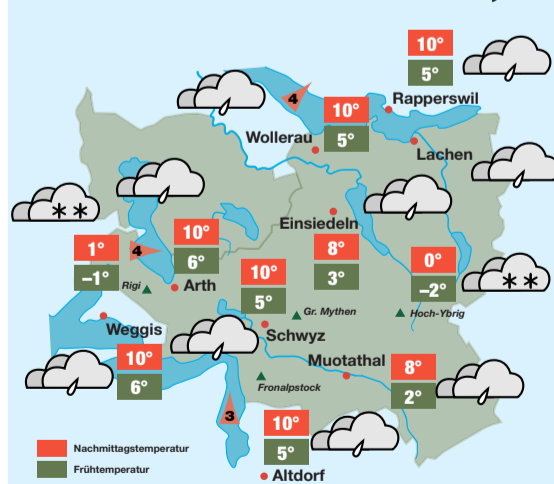 10°
5°
Rapperswil
4
10°
Wollerau
5°
Lachen
Einsiedeln
1°
4
10°
8°
–1°
6°
3°
0°
Rigi
Arth
10°
–2°
5°
Gr. Mythen
Hoch-Ybrig
Weggis
Schwyz
10°
Muotathal
8°
6°
Fronalpstock
2°
3
10°
Nachmittagstemperatur
5°
Frühtemperatur
Altdorf